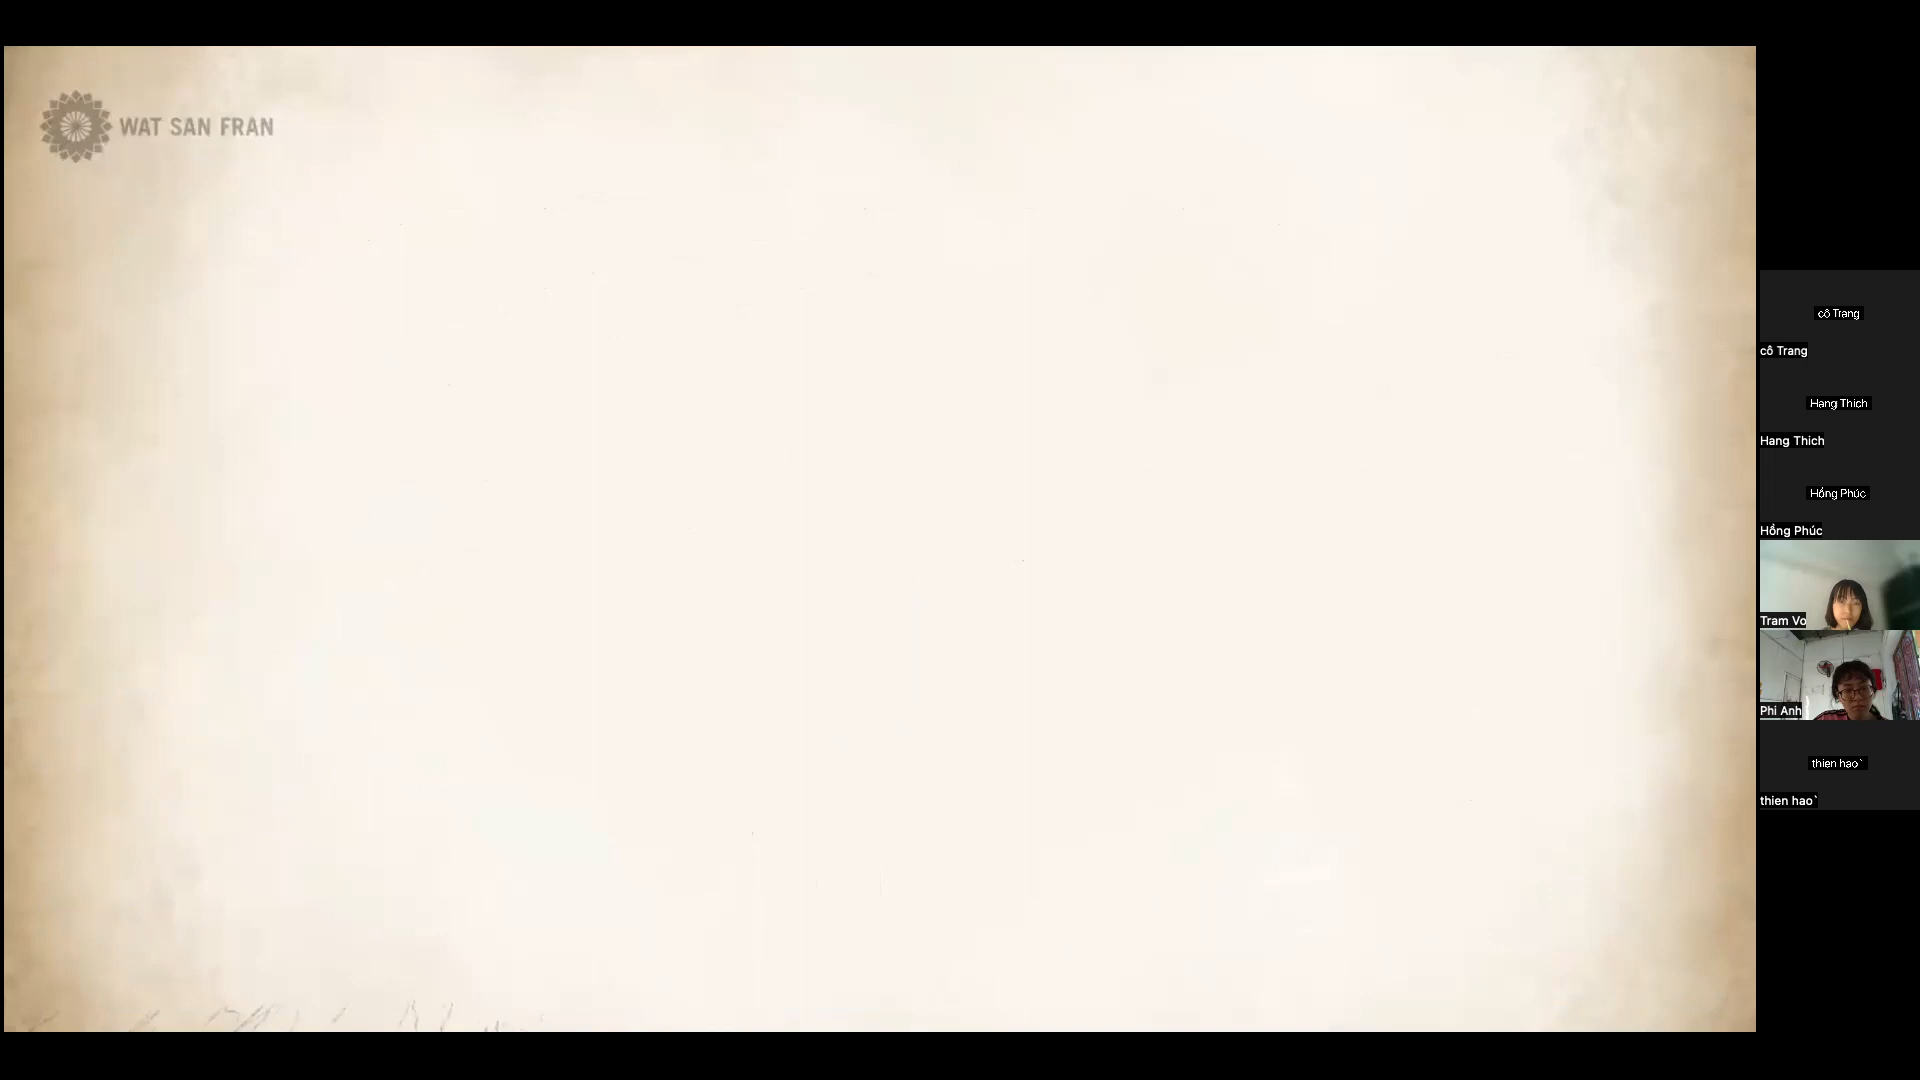 WAT SAN FRAN
cô Trang
cô Trang
Hang Thich
Hang Thich
Hồng Phúc
Hồng Phúc
Tram Vo
Phi Anh
thien hao`
thien hao`